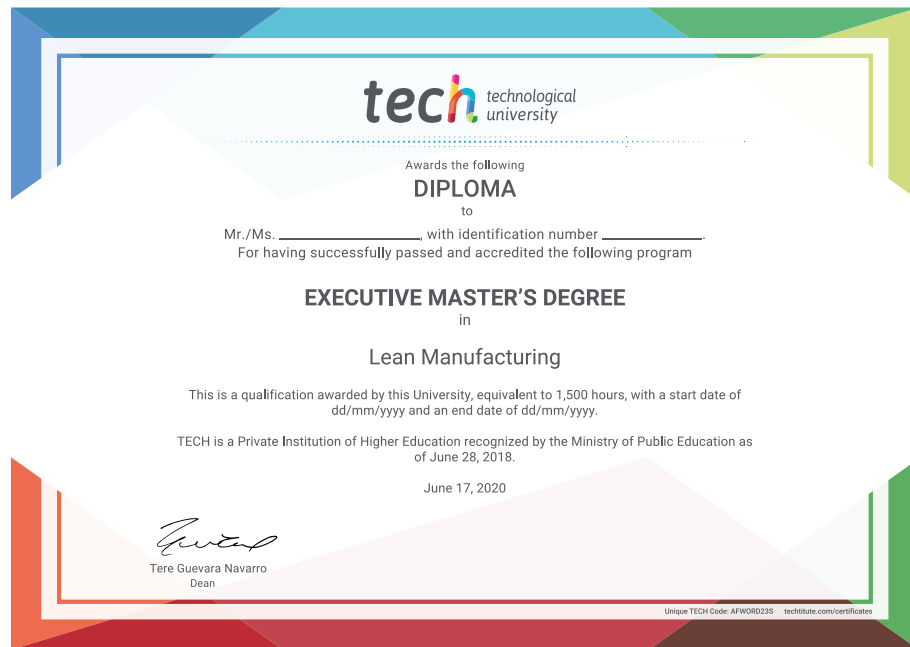 tech technological
university
Awards the following
DIPLOMA
to
Mr./Ms. ____________________, with identification number ______________.
For having successfully passed and accredited the following program
EXECUTIVE MASTER'S DEGREE
in
Lean Manufacturing
This is a qualification awarded by this University, equivalent to 1,500 hours, with a start date of
dd/mm/yyyy and an end date of dd/mm/yyyy.
TECH is a Private Institution of Higher Education recognized by the Ministry of Public Education as
of June 28, 2018.
June 17, 2020
Tere Guevara Navarro
Dean
Unique TECH Code: AFWORD23S techtitute.com/certificates